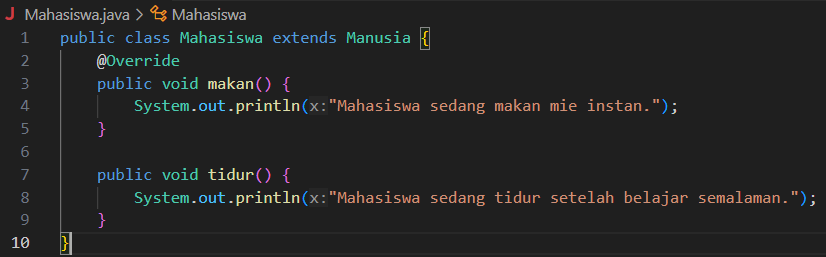 J Mahasiswa.java > Mahasiswa
1 public class Mahasiswa extends Manusia {
2 @Override
3 public void makan() {
4 System.out.println(x:"Mahasiswa sedang makan mie instan.");
5 }
6
7 public void tidur() {
8 System.out.println(x:"Mahasiswa sedang tidur setelah belajar semalaman.");
9 }
10 }